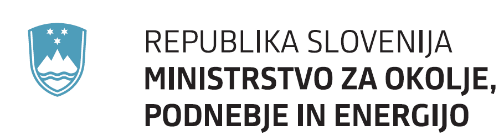 REPUBLIKA SLOVENIJA
MINISTRSTVO ZA OKOLJE,
PODNEBJE IN ENERGIJO